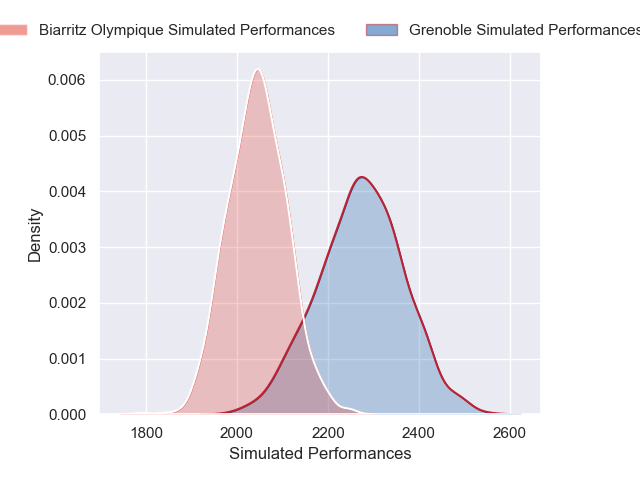 Biarritz Olympique Simulated Performances Grenoble Simulated Performances
0.006
0.005
0.004
0.003
0.002
0.001
0.000
Density
1800 2000 2200 2400 2600
Simulated Performances